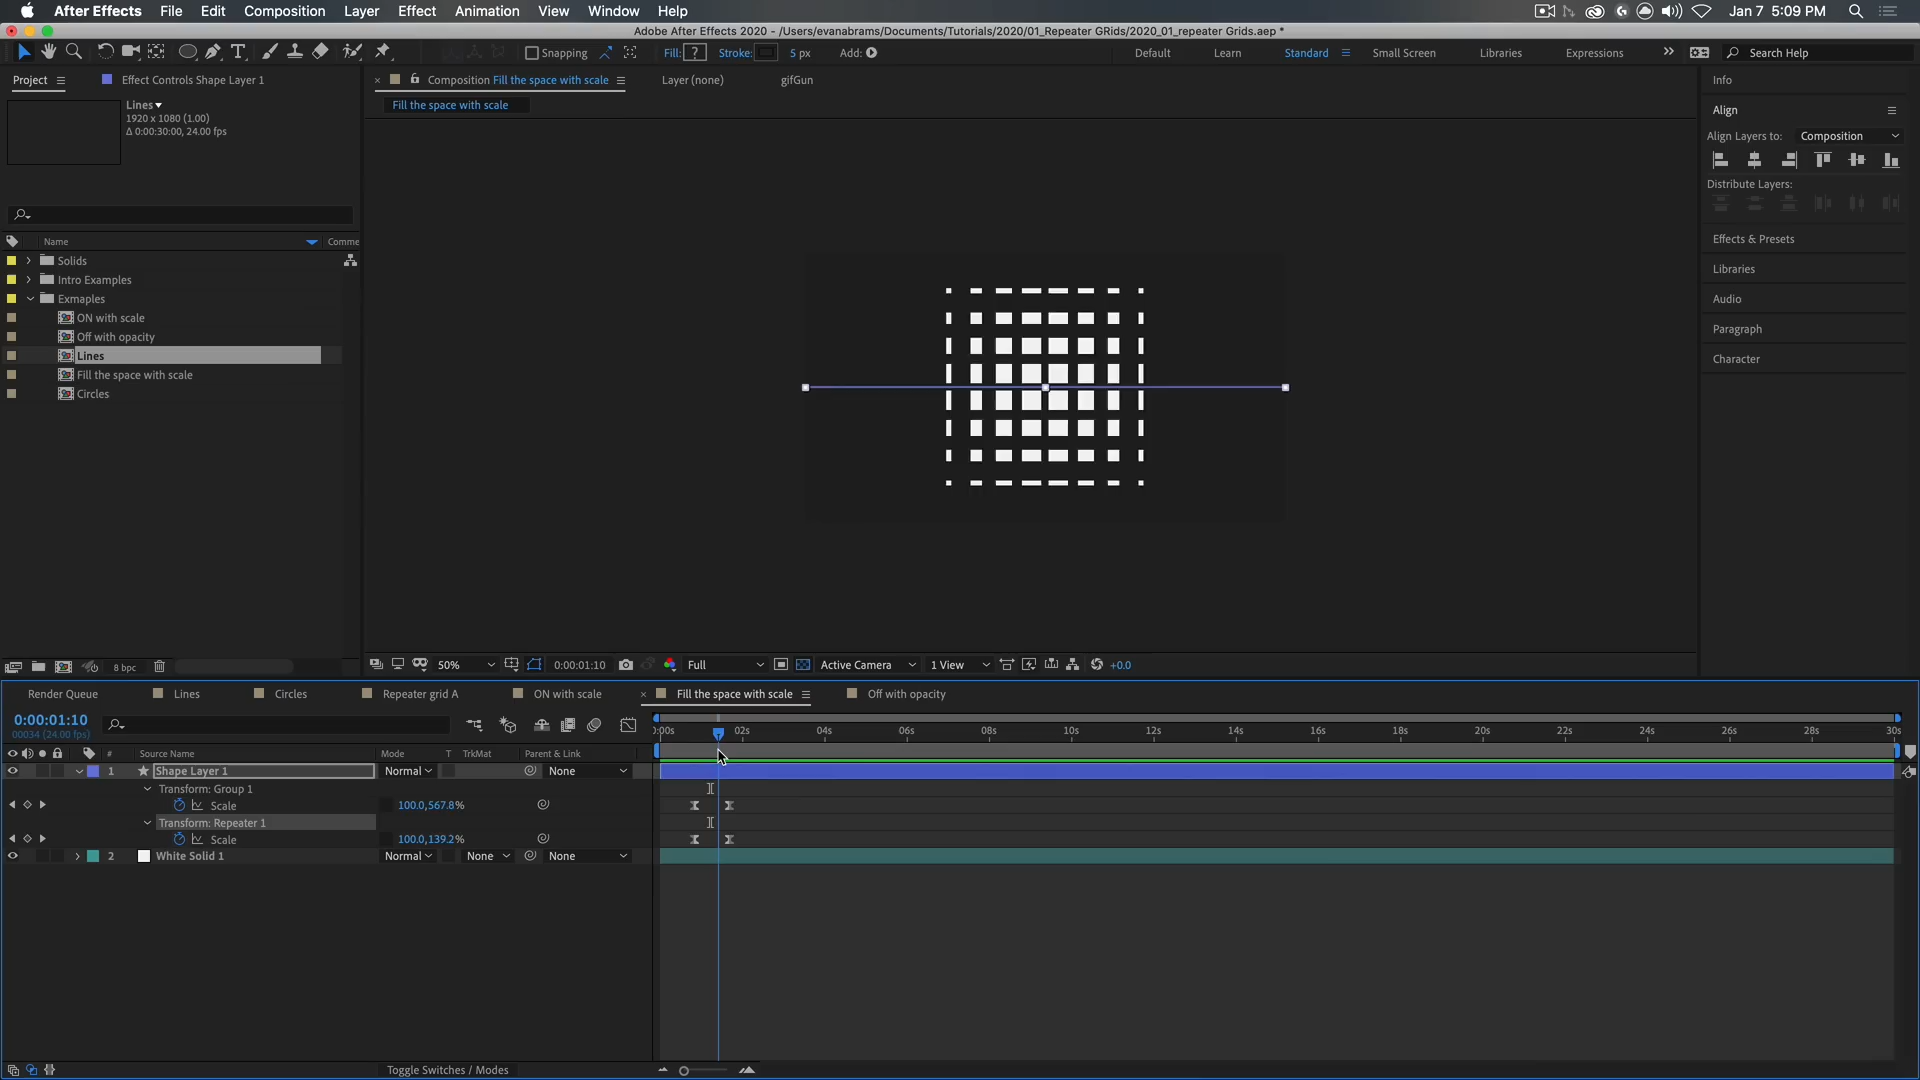 After Effects File Edit Composition Layer Effect Animation View Window Help Jan 7 5:09 PM
Adobe After Effects 2020 - /Users/evanabrams/Documents/Tutorials/2020/01_Repeater GRids/2020_01_repeater Grids.aep *
Snapping Fill: ? Stroke: 5 px Add: Default Learn Standard Small Screen Libraries Expressions Search Help
Project Effect Controls Shape Layer 1 Composition Fill the space with scale Layer (none) gifGun Info
Lines
1920 x 1080 (1.00)
Δ 0:00:30:00, 24.00 fps
Fill the space with scale
Align
Align Layers to: Composition
Distribute Layers:
Effects & Presets
Libraries
Audio
Paragraph
Character
Name Comme
Solids
Intro Examples
Exmaples
ON with scale
Off with opacity
Lines
Fill the space with scale
Circles
8 bpc 50% 0:00:01:10 Full Active Camera 1 View +0.0
Render Queue Lines Circles Repeater grid A ON with scale Fill the space with scale Off with opacity
0:00:01:10
00034 (24.00 fps)
0:00s 02s 04s 06s 08s 10s 12s 14s 16s 18s 20s 22s 24s 26s 28s 30s
# Source Name Mode T TrkMat Parent & Link
1 Shape Layer 1 Normal None
Transform: Group 1
Scale 100.0,567.8%
Transform: Repeater 1
Scale 100.0,139.2%
2 White Solid 1 Normal None None
Toggle Switches / Modes